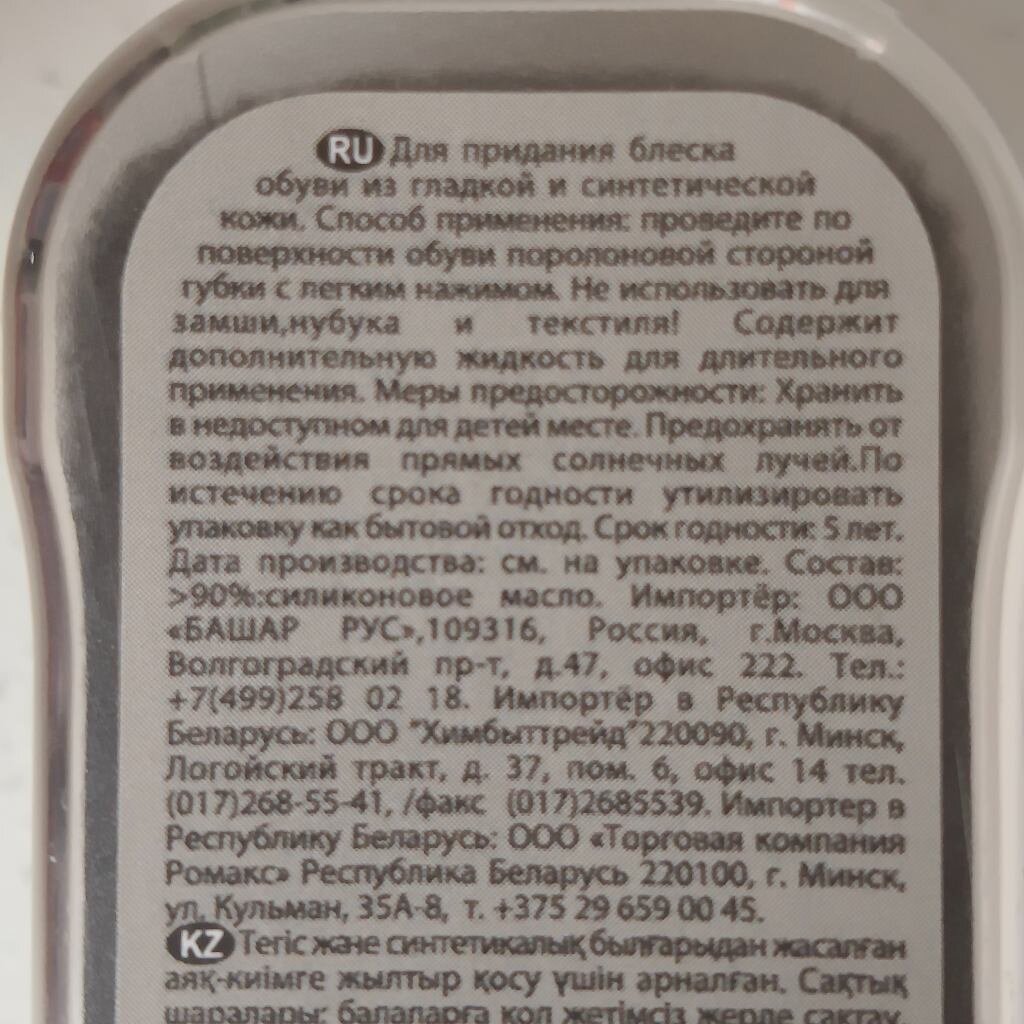 RU Для придания блеска
обуви из гладкой и синтетической
кожи. Способ применения: проведите по
поверхности обуви поролоновой стороной
губки с легким нажимом. Не использовать для
замши,нубука и текстиля! Содержит
дополнительную жидкость для длительного
применения. Меры предосторожности: Хранить
в недоступном для детей месте. Предохранять от
воздействия прямых солнечных лучей.По
истечению срока годности утилизировать
упаковку как бытовой отход. Срок годности: 5 лет.
Дата производства: см. на упаковке. Состав:
>90%:силиконовое масло. Импортёр: ООО
«БАШАР РУС»,109316, Россия, г.Москва,
Волгоградский пр-т, д.47, офис 222. Тел.:
+7(499)258 02 18. Импортёр в Республику
Беларусь: ООО "Химбыттрейд"220090, г. Минск,
Логойский тракт, д. 37, пом. 6, офис 14 тел.
(017)268-55-41, /факс (017)2685539. Импортер в
Республику Беларусь: ООО «Торговая компания
Ромакс» Республика Беларусь 220100, г. Минск,
ул. Кульман, 35А-8, т. +375 29 659 00 45.
KZ Тегіс және синтетикалық былғарыдан жасалған
аяқ-киімге жылтыр қосу үшін арналған. Сақтық
шаралары: балаларға қол жетімсіз жерде сақтау.